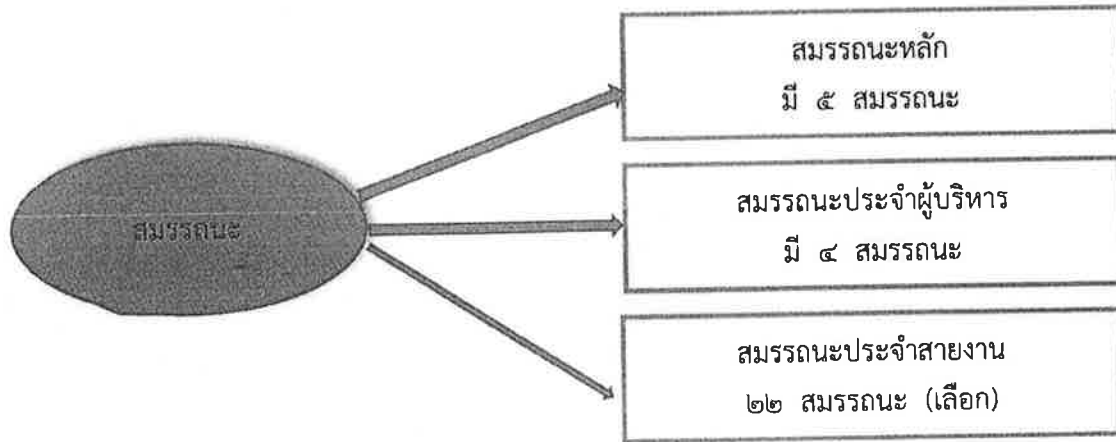 สมรรถนะ
สมรรถนะหลัก
มี ๕ สมรรถนะ
สมรรถนะประจำผู้บริหาร
มี ๔ สมรรถนะ
สมรรถนะประจำสายงาน
๒๒ สมรรถนะ (เลือก)